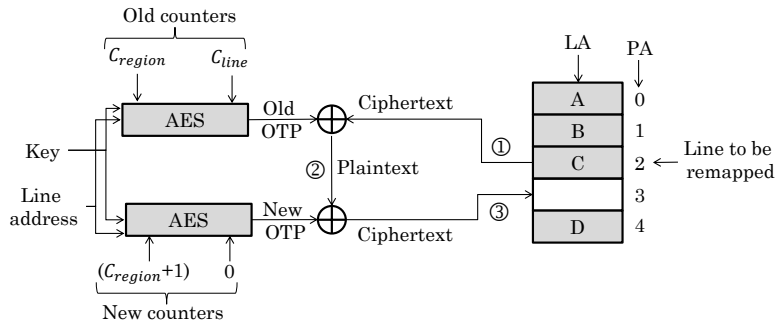 Old counters
C_region
C_line
LA
PA
AES
Old
OTP
Ciphertext
A
0
B
1
①
Key
②
Plaintext
C
2
Line to be
remapped
Line
address
3
AES
New
OTP
③
Ciphertext
D
4
(C_region+1)
0
New counters